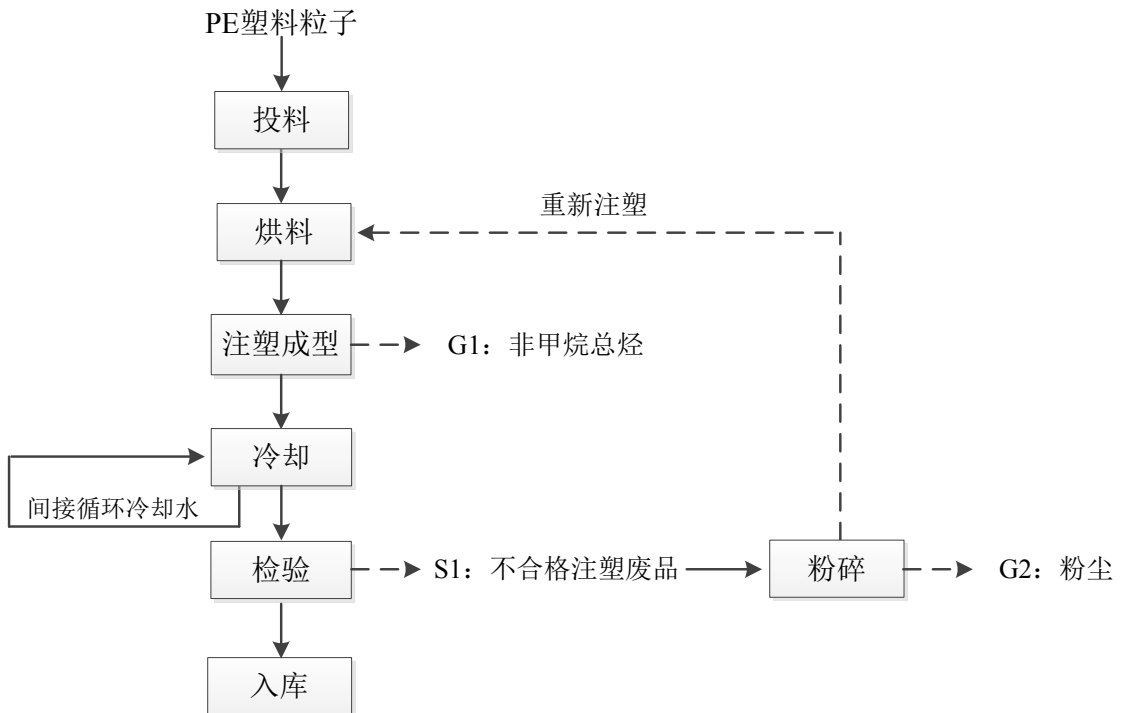 PE塑料粒子
投料
重新注塑
烘料
注塑成型
G1：非甲烷总烃
冷却
间接循环冷却水
检验
S1：不合格注塑废品
粉碎
G2：粉尘
入库